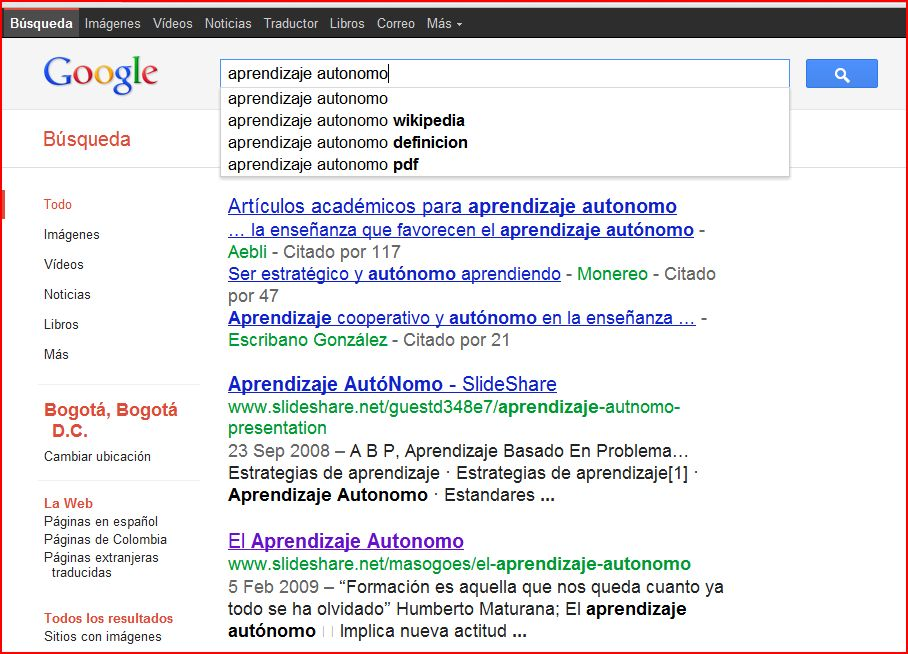 Búsqueda Imágenes Vídeos Noticias Traductor Libros Correo Más
Google
aprendizaje autonomo
aprendizaje autonomo
aprendizaje autonomo wikipedia
aprendizaje autonomo definicion
aprendizaje autonomo pdf
Búsqueda
Todo
Imágenes
Vídeos
Noticias
Libros
Más
Bogotá, Bogotá
D.C.
Cambiar ubicación
La Web
Páginas en español
Páginas de Colombia
Páginas extranjeras
traducidas
Todos los resultados
Sitios con imágenes
Artículos académicos para aprendizaje autonomo
… la enseñanza que favorecen el aprendizaje autónomo -
Aebli - Citado por 117
Ser estratégico y autónomo aprendiendo - Monereo - Citado
por 47
Aprendizaje cooperativo y autónomo en la enseñanza … -
Escribano González - Citado por 21
Aprendizaje AutóNomo - SlideShare
www.slideshare.net/guestd348e7/aprendizaje-autnomo-
presentation
23 Sep 2008 – A B P, Aprendizaje Basado En Problema…
Estrategias de aprendizaje · Estrategias de aprendizaje[1] ·
Aprendizaje Autonomo · Estandares ...
El Aprendizaje Autonomo
www.slideshare.net/masogoes/el-aprendizaje-autonomo
5 Feb 2009 – “Formación es aquella que nos queda cuanto ya
todo se ha olvidado” Humberto Maturana; El aprendizaje
autónomo □□ Implica nueva actitud ...